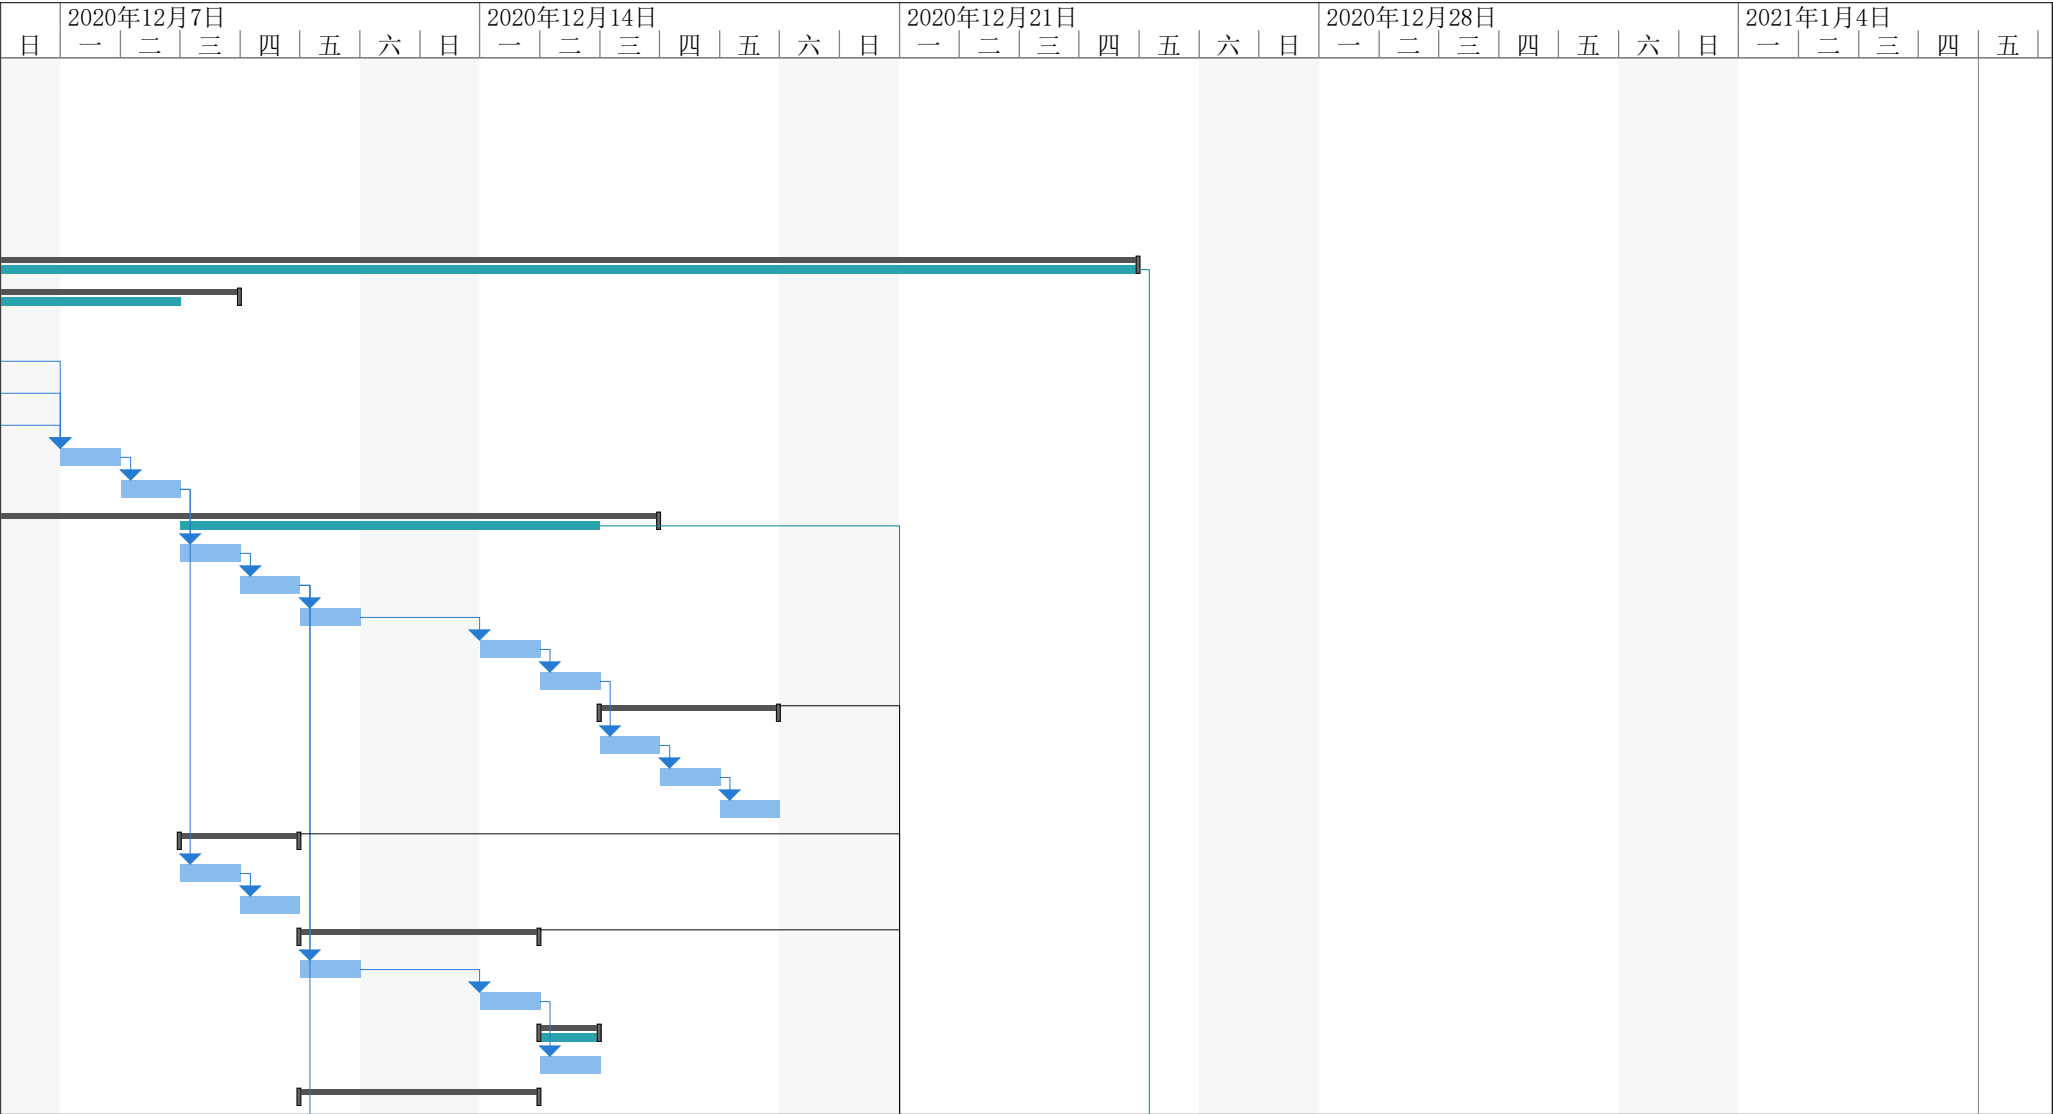 2020年12月7日 2020年12月14日 2020年12月21日 2020年12月28日 2021年1月4日
日 一 二 三 四 五 六 日 一 二 三 四 五 六 日 一 二 三 四 五 六 日 一 二 三 四 五 六 日 一 二 三 四 五